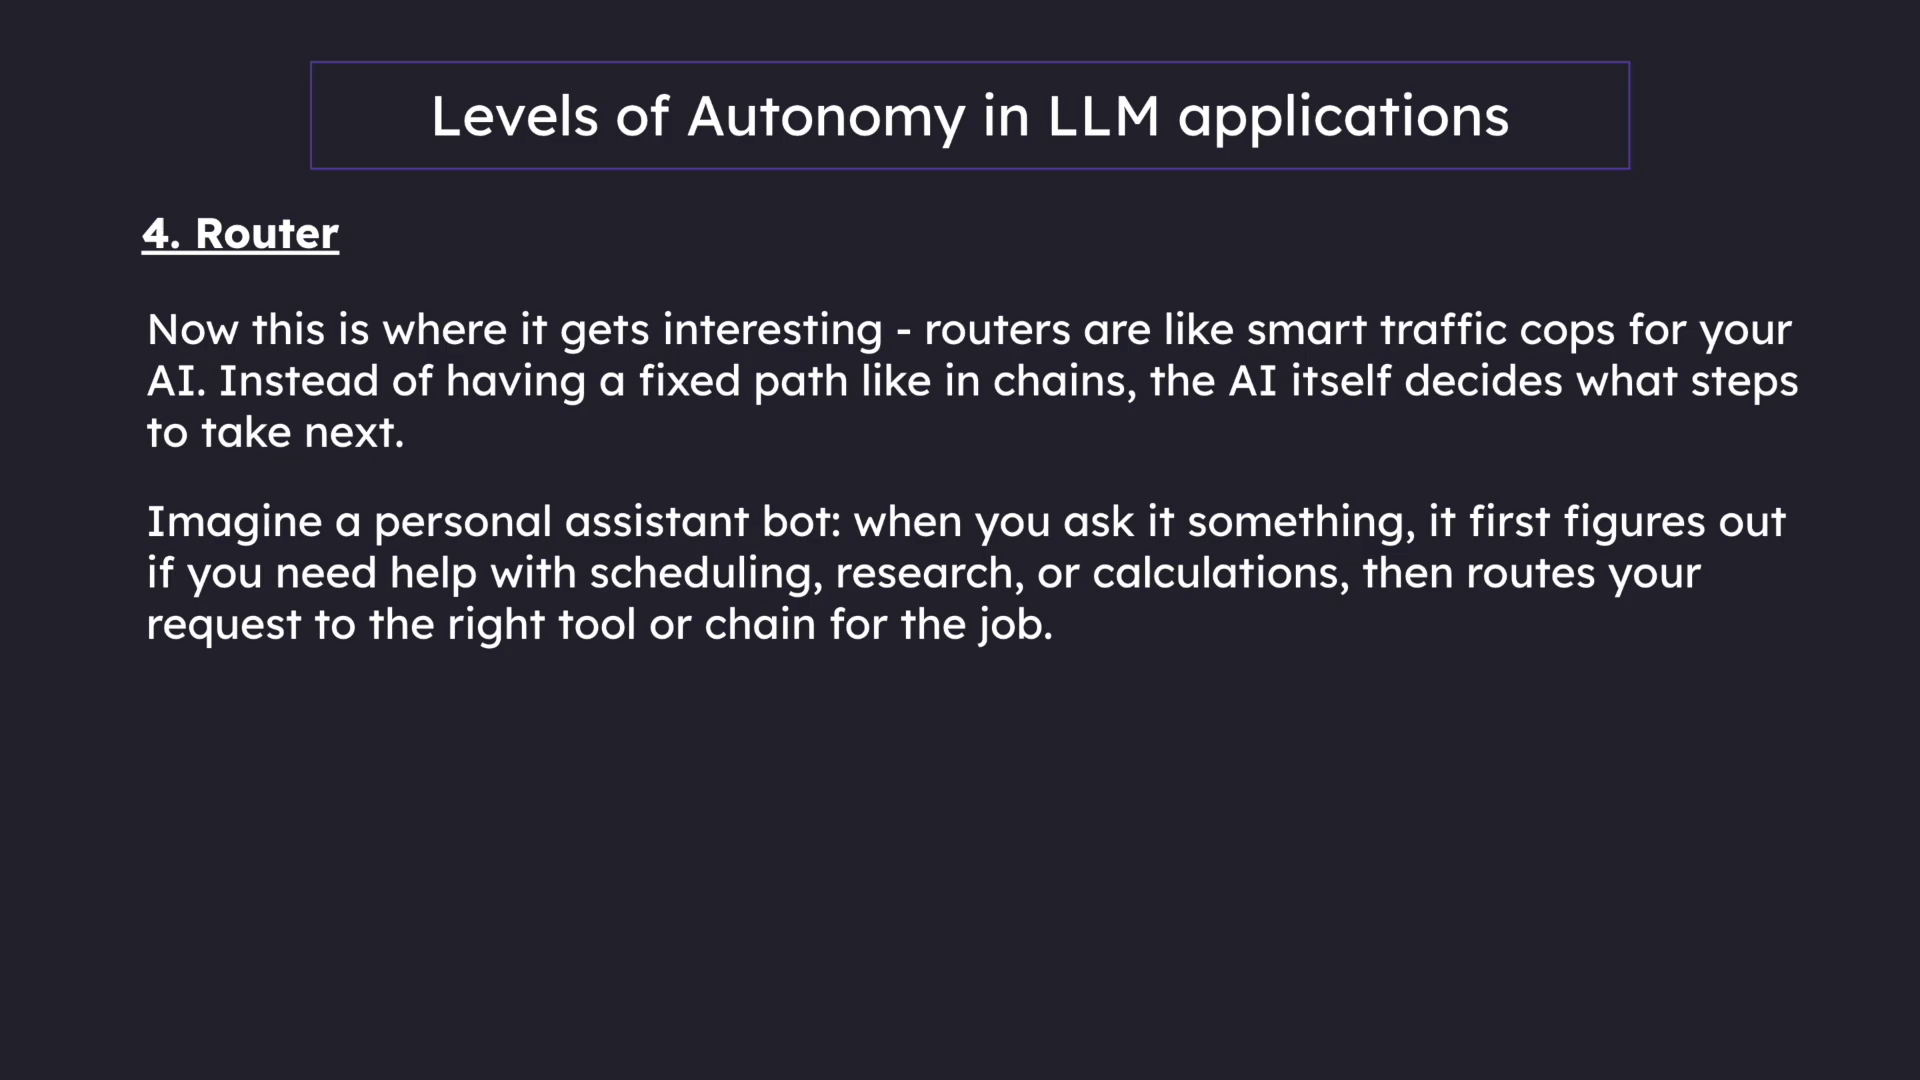 Levels of Autonomy in LLM applications
4. Router
Now this is where it gets interesting - routers are like smart traffic cops for your
AI. Instead of having a fixed path like in chains, the AI itself decides what steps
to take next.
Imagine a personal assistant bot: when you ask it something, it first figures out
if you need help with scheduling, research, or calculations, then routes your
request to the right tool or chain for the job.